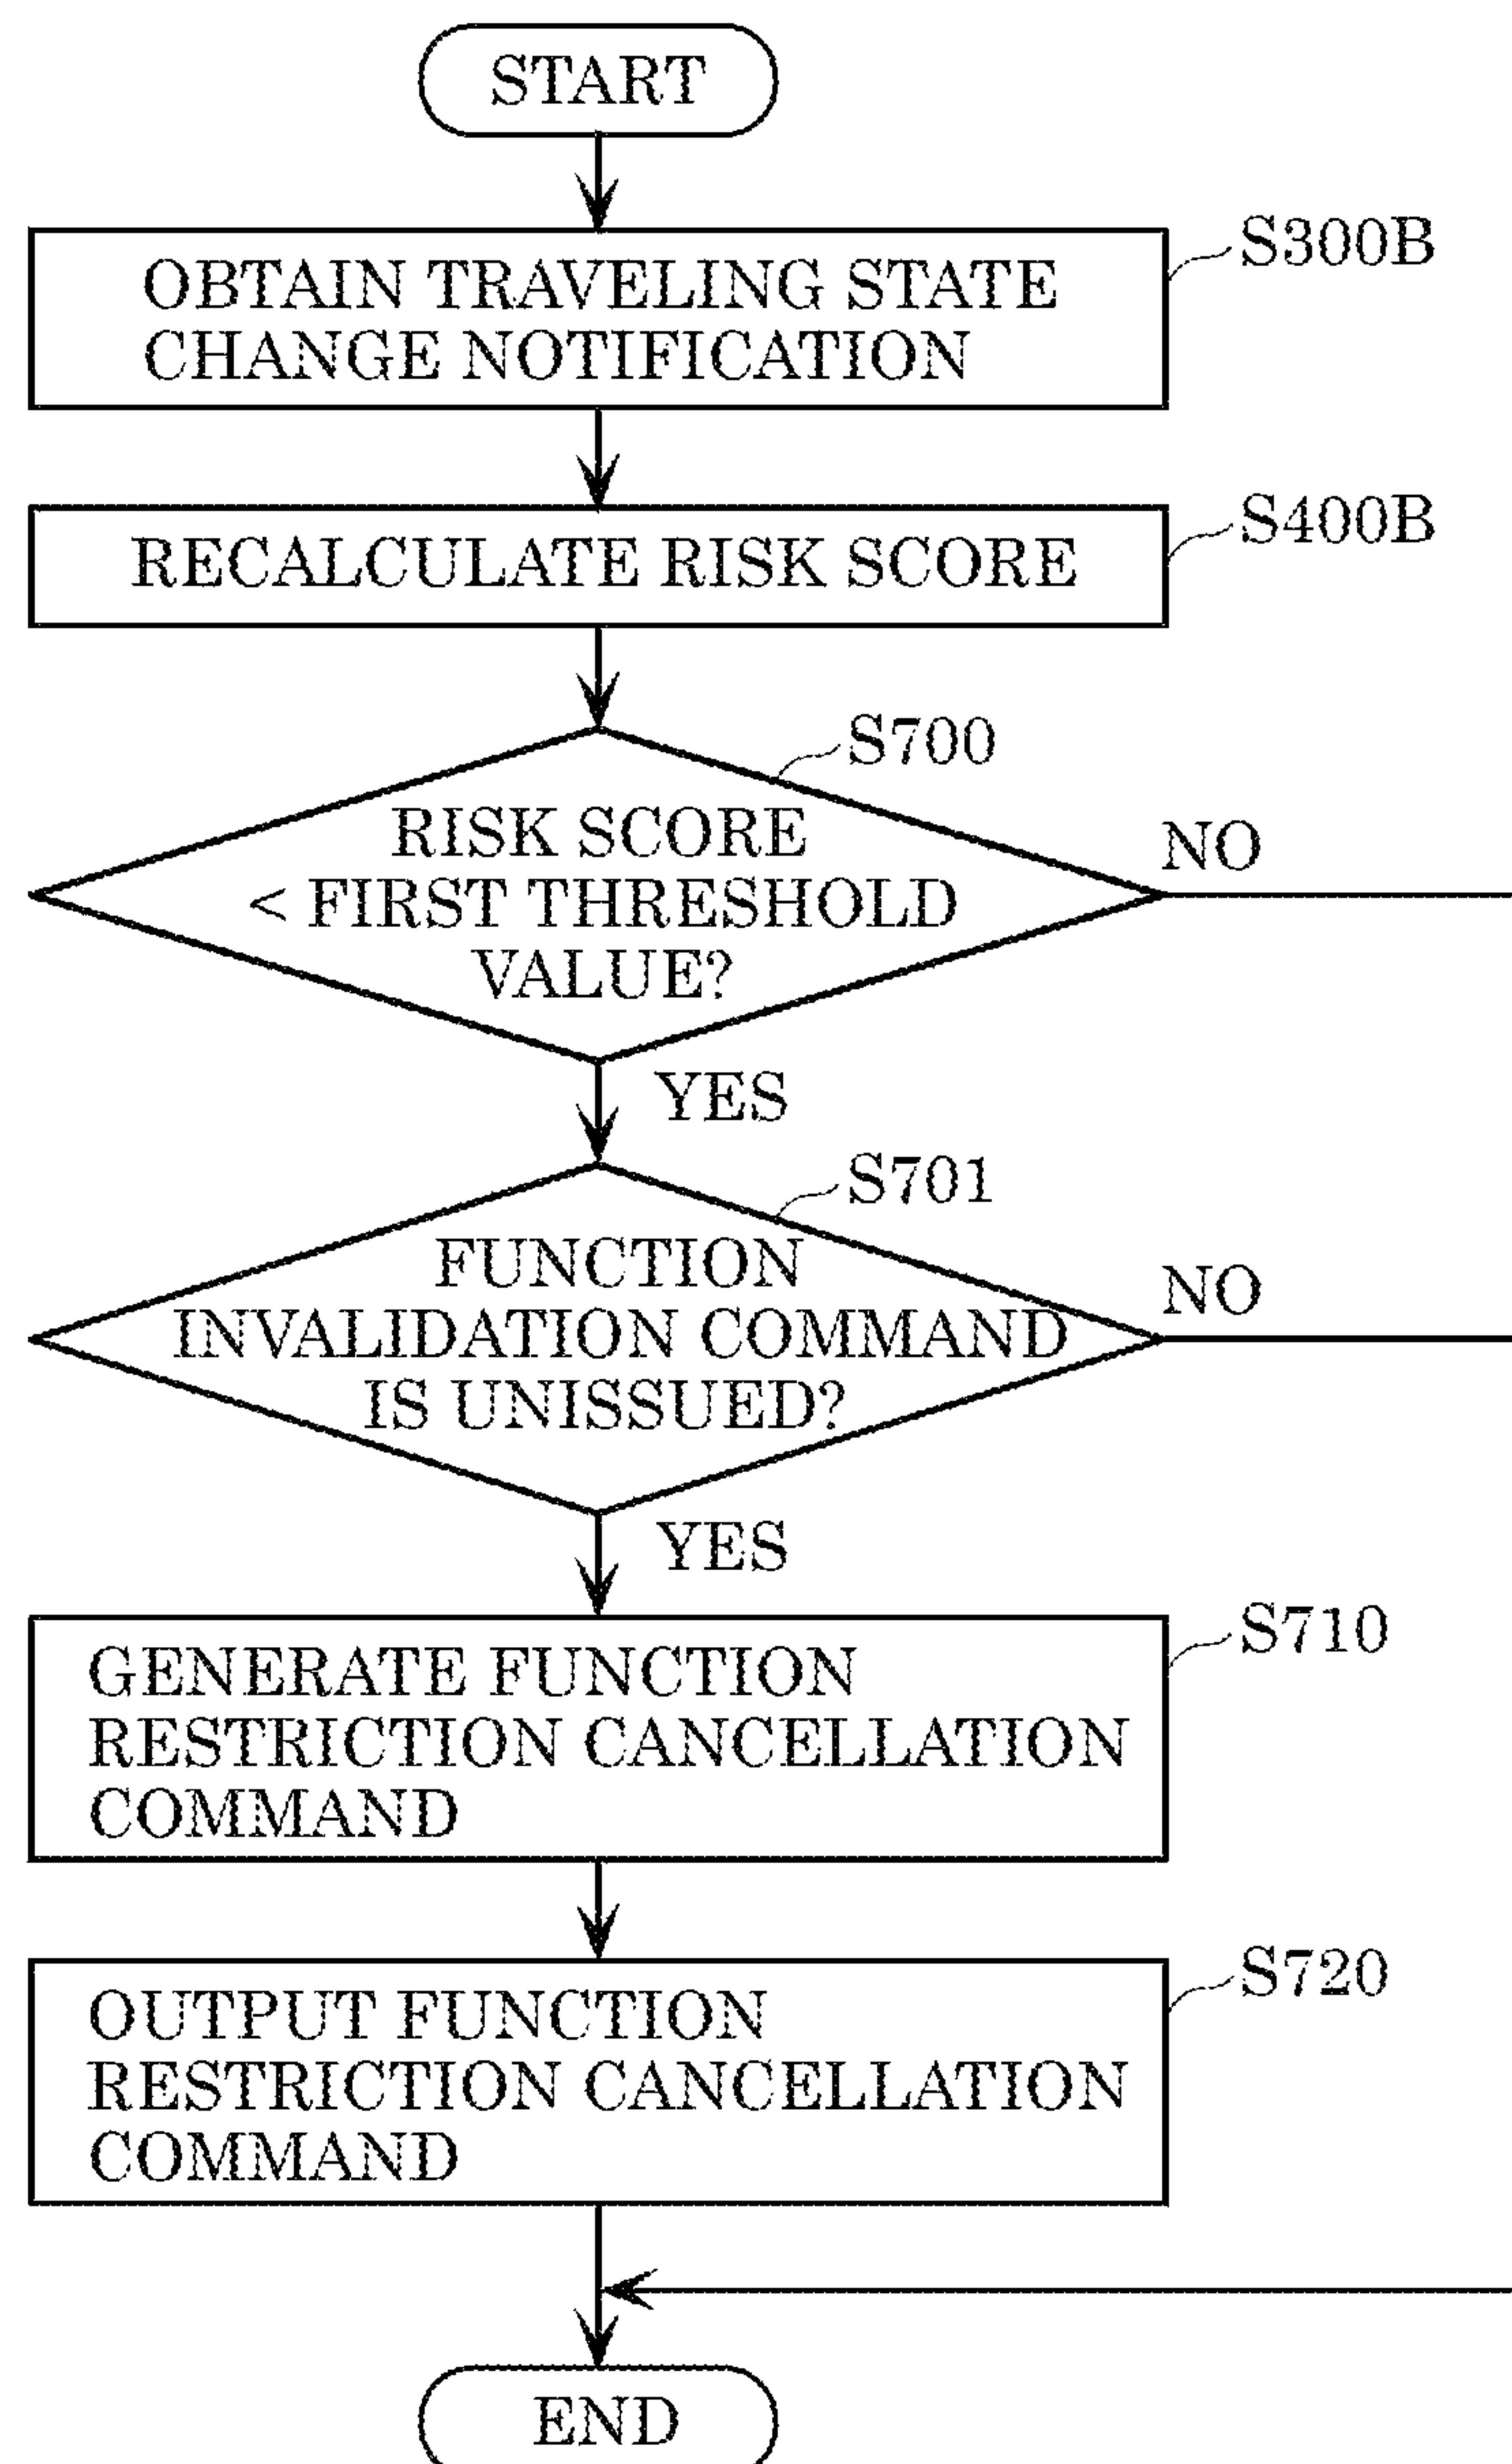 START
S300B
OBTAIN TRAVELING STATE
CHANGE NOTIFICATION
S400B
RECALCULATE RISK SCORE
S700
RISK SCORE
< FIRST THRESHOLD
VALUE?
NO
YES
S701
FUNCTION
INVALIDATION COMMAND
IS UNISSUED?
NO
YES
S710
GENERATE FUNCTION
RESTRICTION CANCELLATION
COMMAND
S720
OUTPUT FUNCTION
RESTRICTION CANCELLATION
COMMAND
END